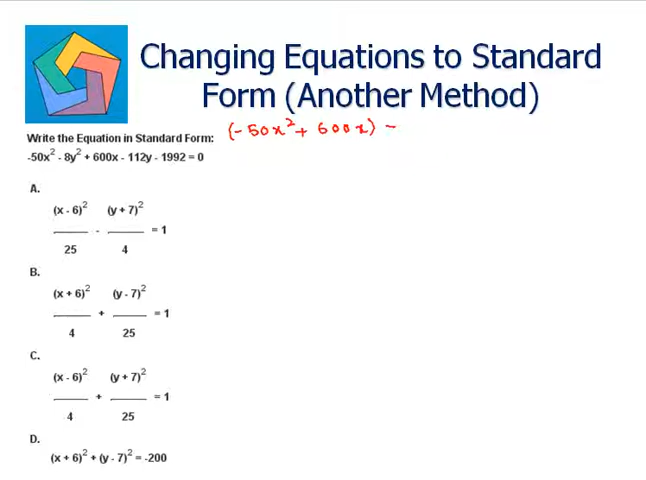 Changing Equations to Standard
Form (Another Method)
(-50x² + 600x) -
Write the Equation in Standard Form:
-50x² - 8y² + 600x - 112y - 1992 = 0
A.
(x - 6)² (y + 7)²
- = 1
25 4
B.
(x + 6)² (y - 7)²
+ = 1
4 25
C.
(x - 6)² (y + 7)²
+ = 1
4 25
D.
(x + 6)² + (y - 7)² = -200